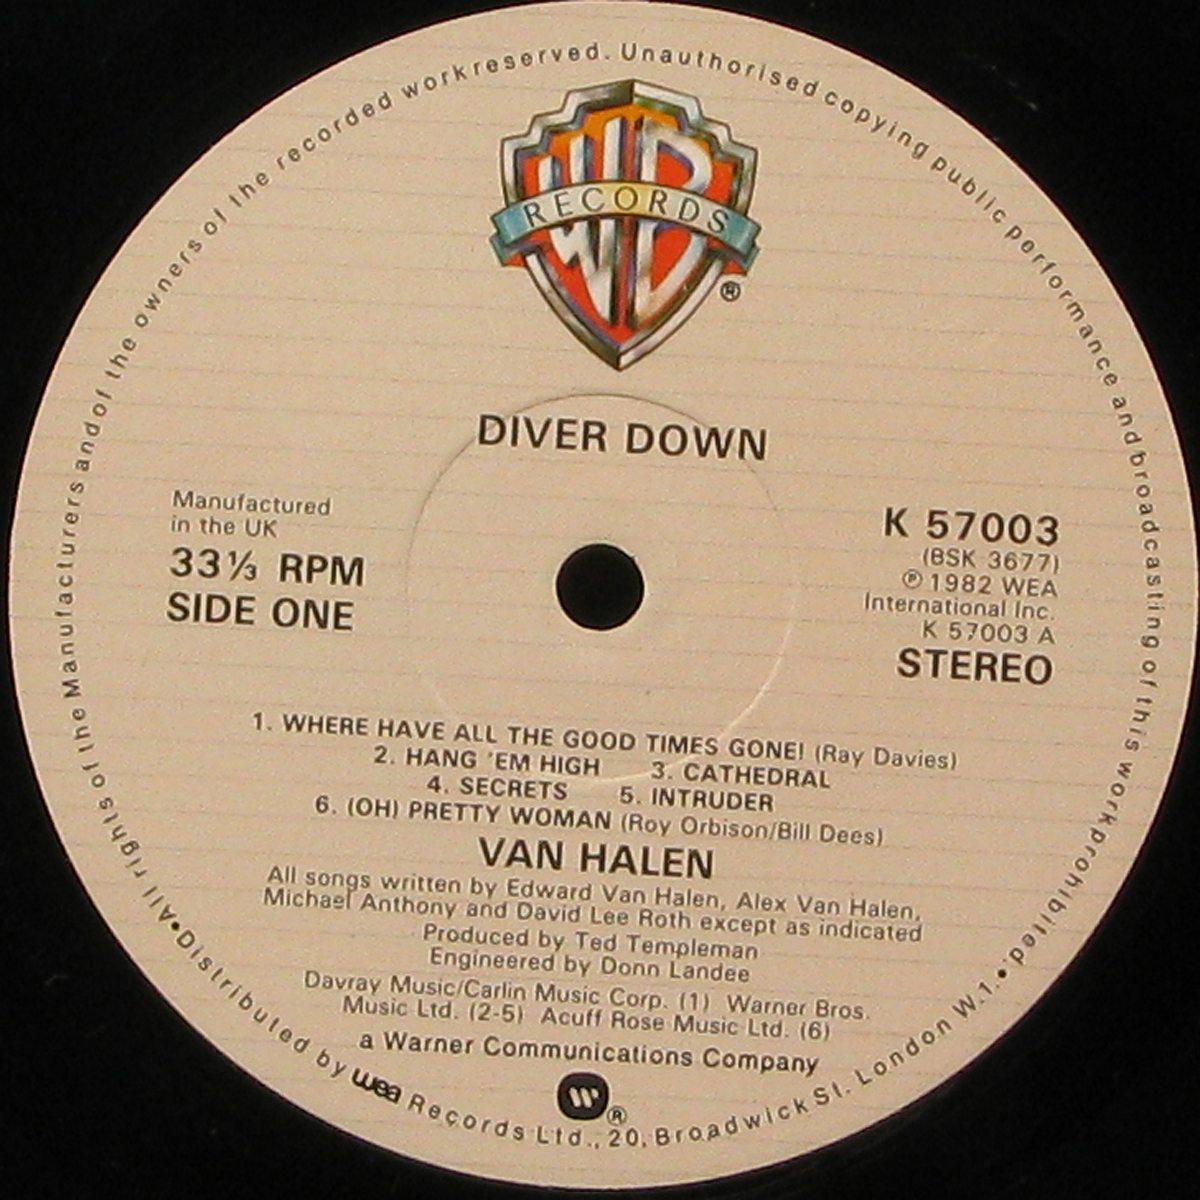 All rights of the Manufacturers and of the owners of the recorded work reserved. Unauthorised copying public performance and broadcasting of this work prohibited.
WB
RECORDS
®
DIVER DOWN
Manufactured
in the UK
33⅓ RPM
SIDE ONE
K 57003
(BSK 3677)
℗ 1982 WEA
International Inc.
K 57003 A
STEREO
1. WHERE HAVE ALL THE GOOD TIMES GONE! (Ray Davies)
2. HANG 'EM HIGH 3. CATHEDRAL
4. SECRETS 5. INTRUDER
6. (OH) PRETTY WOMAN (Roy Orbison/Bill Dees)
VAN HALEN
All songs written by Edward Van Halen, Alex Van Halen,
Michael Anthony and David Lee Roth except as indicated
Produced by Ted Templeman
Engineered by Donn Landee
Davray Music/Carlin Music Corp. (1) Warner Bros.
Music Ltd. (2-5) Acuff Rose Music Ltd. (6)
a Warner Communications Company
W ®
•Distributed by wea Records Ltd., 20, Broadwick St. London W.1.•